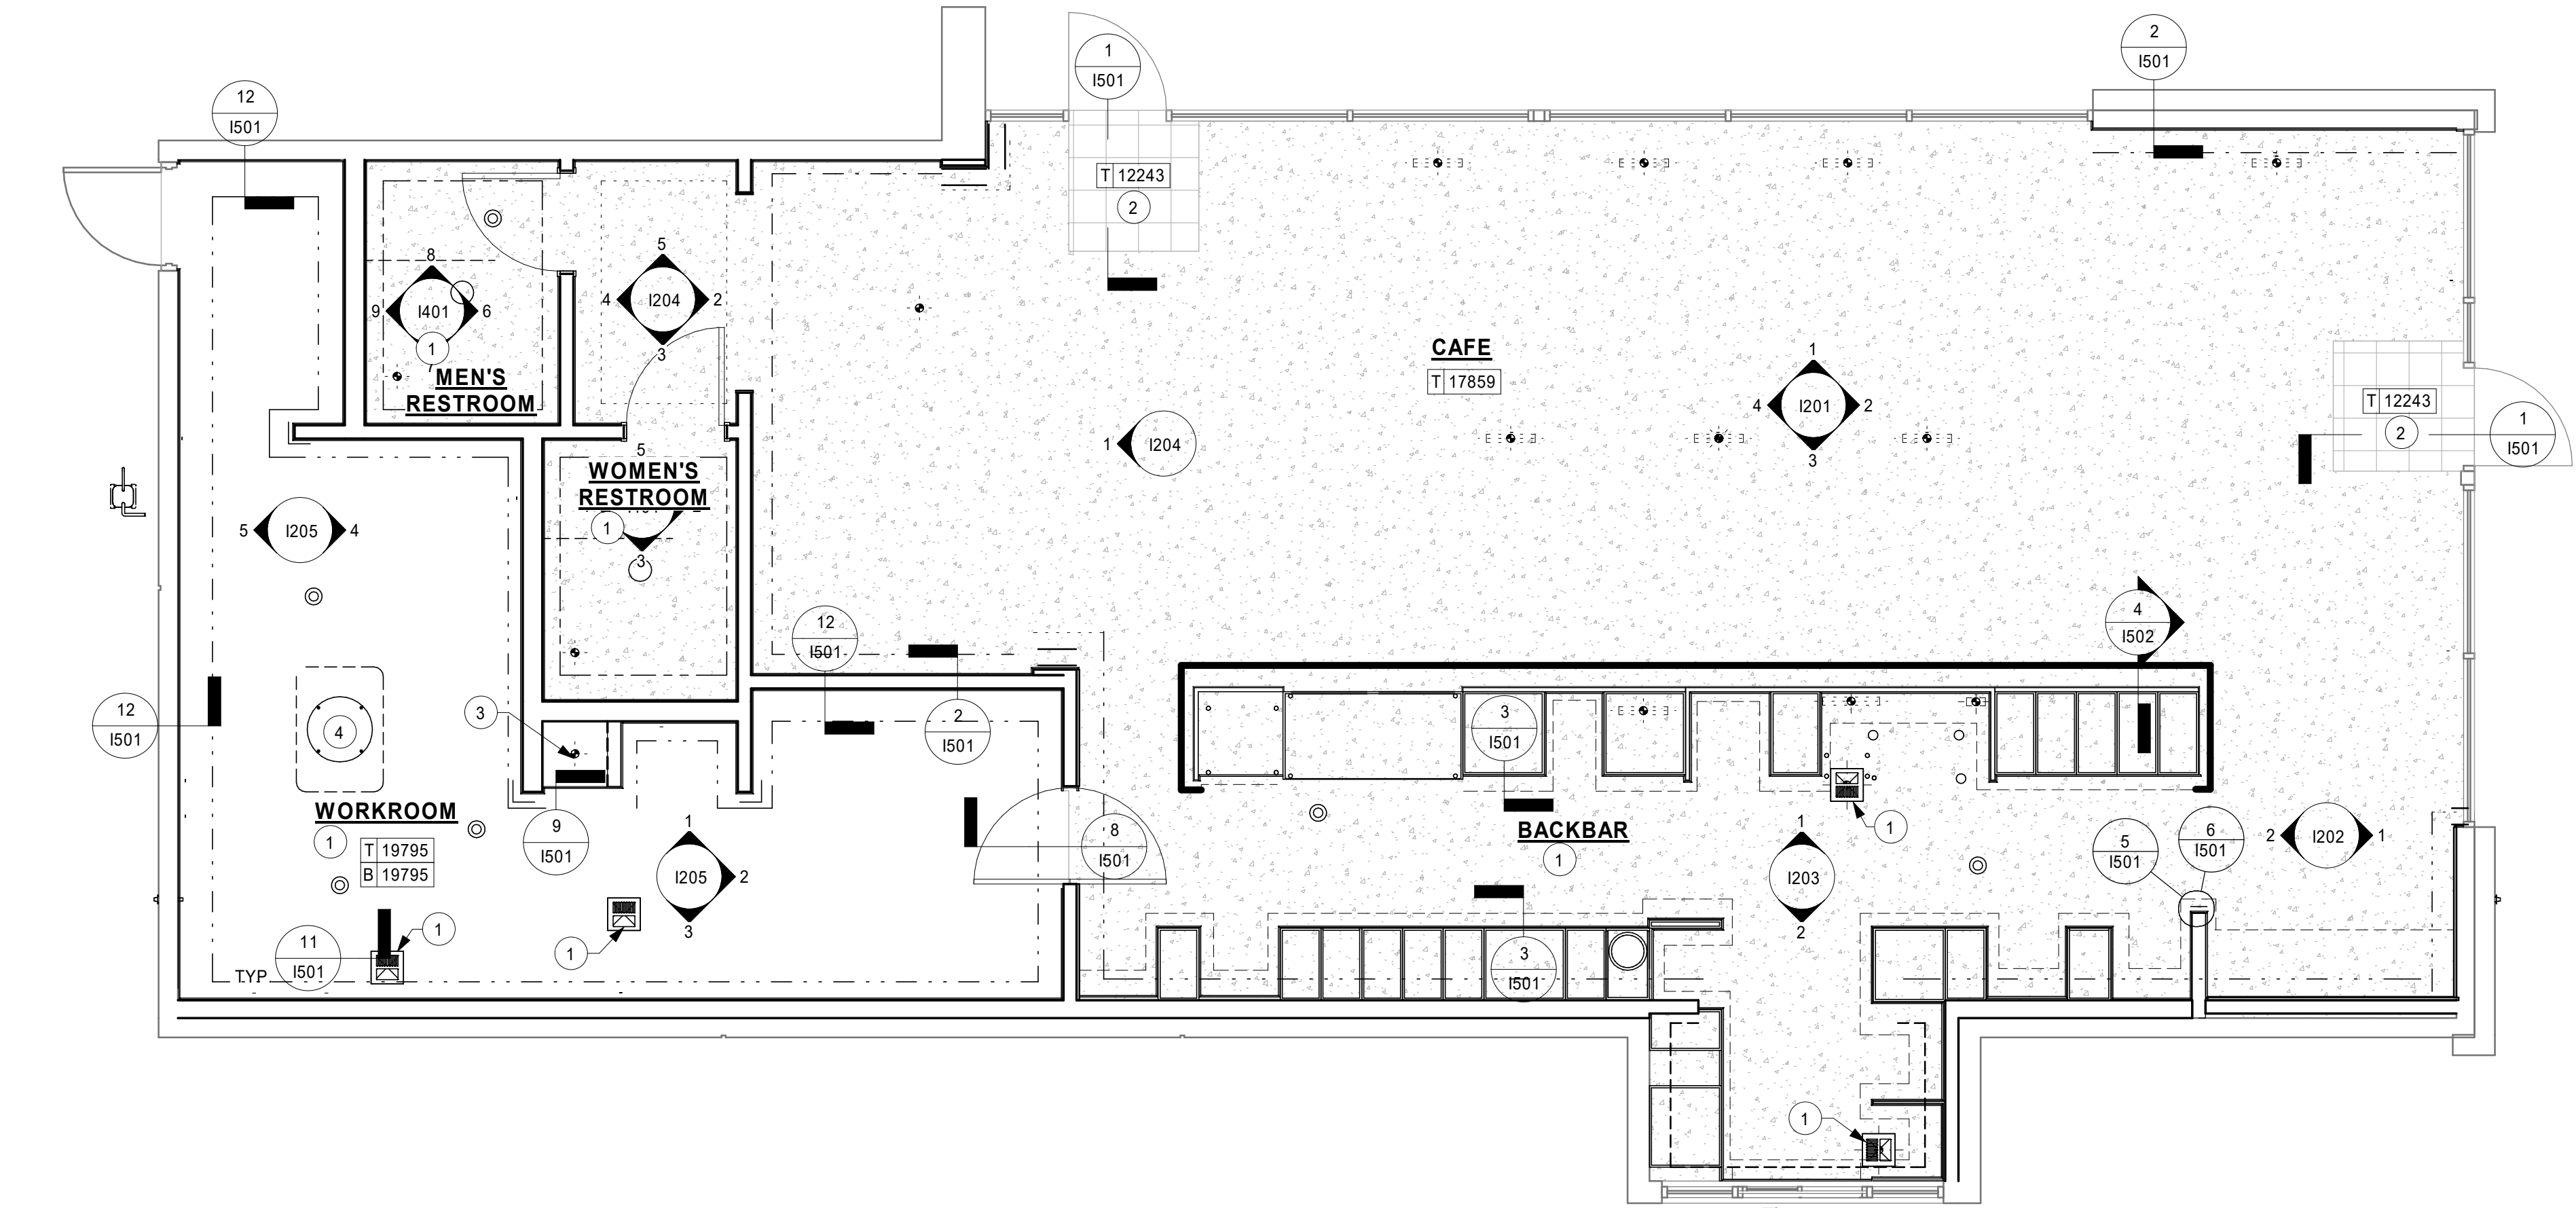 2
I501
1
I501
12
I501
T 12243
2
5
4 I204 2
3
8
9 I401 6
1
MEN'S
RESTROOM
CAFE
T 17859
1
4 I201 2
3
T 12243
2
1
I501
1 I204
5
WOMEN'S
RESTROOM
1
3
5 I205 4
12
I501
4
I502
12
I501
3
2
I501
3
I501
4
WORKROOM
1
T 19795
B 19795
9
I501
8
I501
BACKBAR
1
1
5
I501
6
I501
2 I202 1
1
I205 2
3
1
I203
2
1
1
11
I501
TYP
3
I501
1